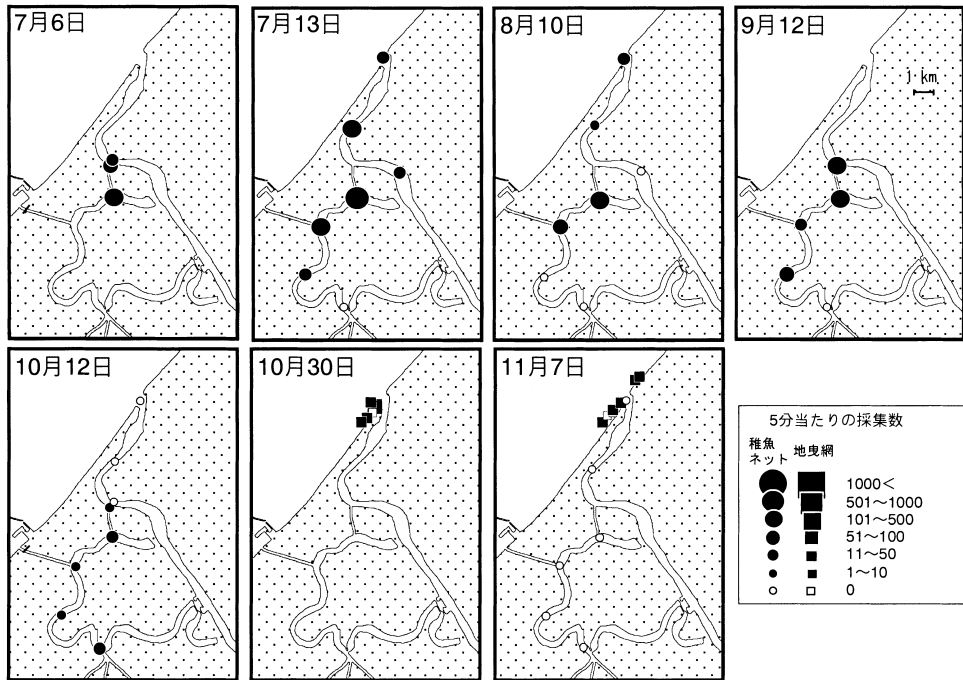 7月6日
7月13日
8月10日
9月12日
1 km
10月12日
10月30日
11月7日
5分当たりの採集数
稚魚ネット 地曳網
1000<
501〜1000
101〜500
51〜100
11〜50
1〜10
0